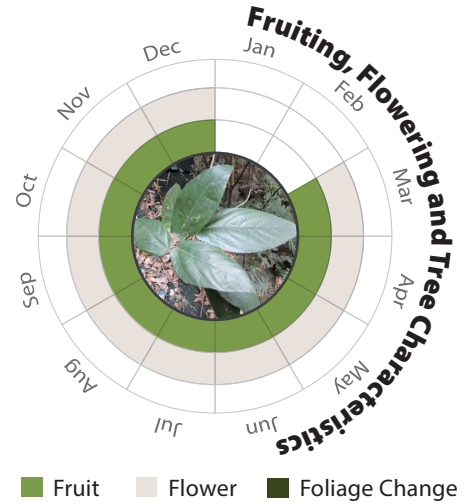 Fruiting, Flowering and Tree Characteristics
Jan
Feb
Mar
Apr
May
Jun
Jul
Aug
Sep
Oct
Nov
Dec
Fruit
Flower
Foliage Change